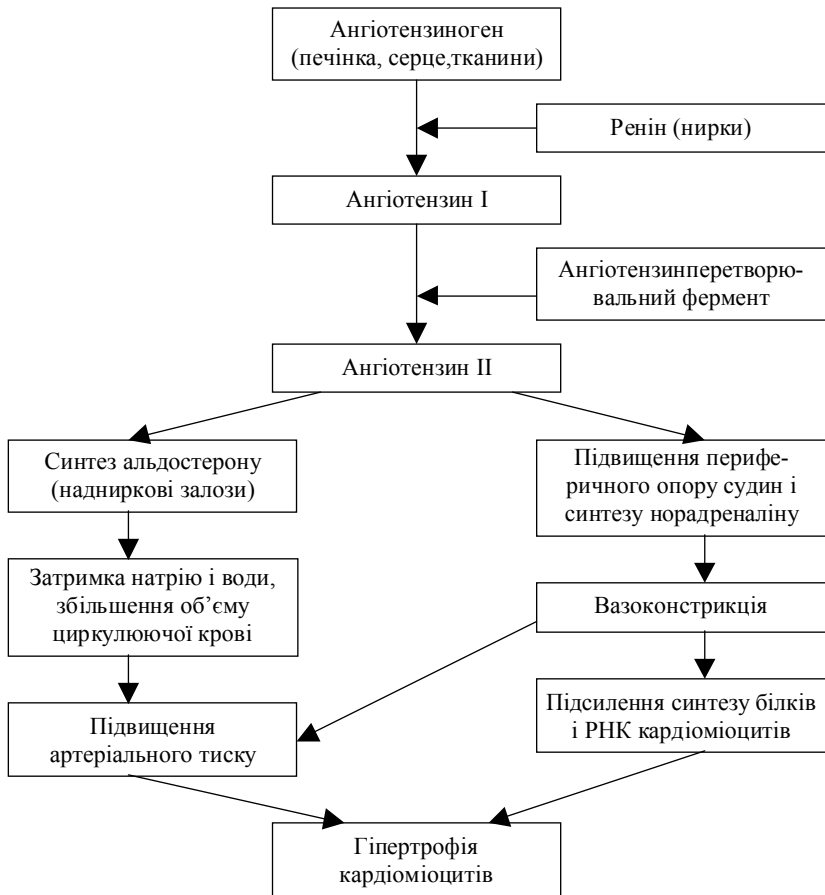 Ангіотензиноген
(печінка, серце,тканини)
Ренін (нирки)
Ангіотензин I
Ангіотензинперетворю-
вальний фермент
Ангіотензин II
Синтез альдостерону
(надниркові залози)
Підвищення перифе-
ричного опору судин і
синтезу норадреналіну
Затримка натрію і води,
збільшення об’єму
циркулюючої крові
Вазоконстрикція
Підвищення
артеріального тиску
Підсилення синтезу білків
і РНК кардіоміоцитів
Гіпертрофія
кардіоміоцитів